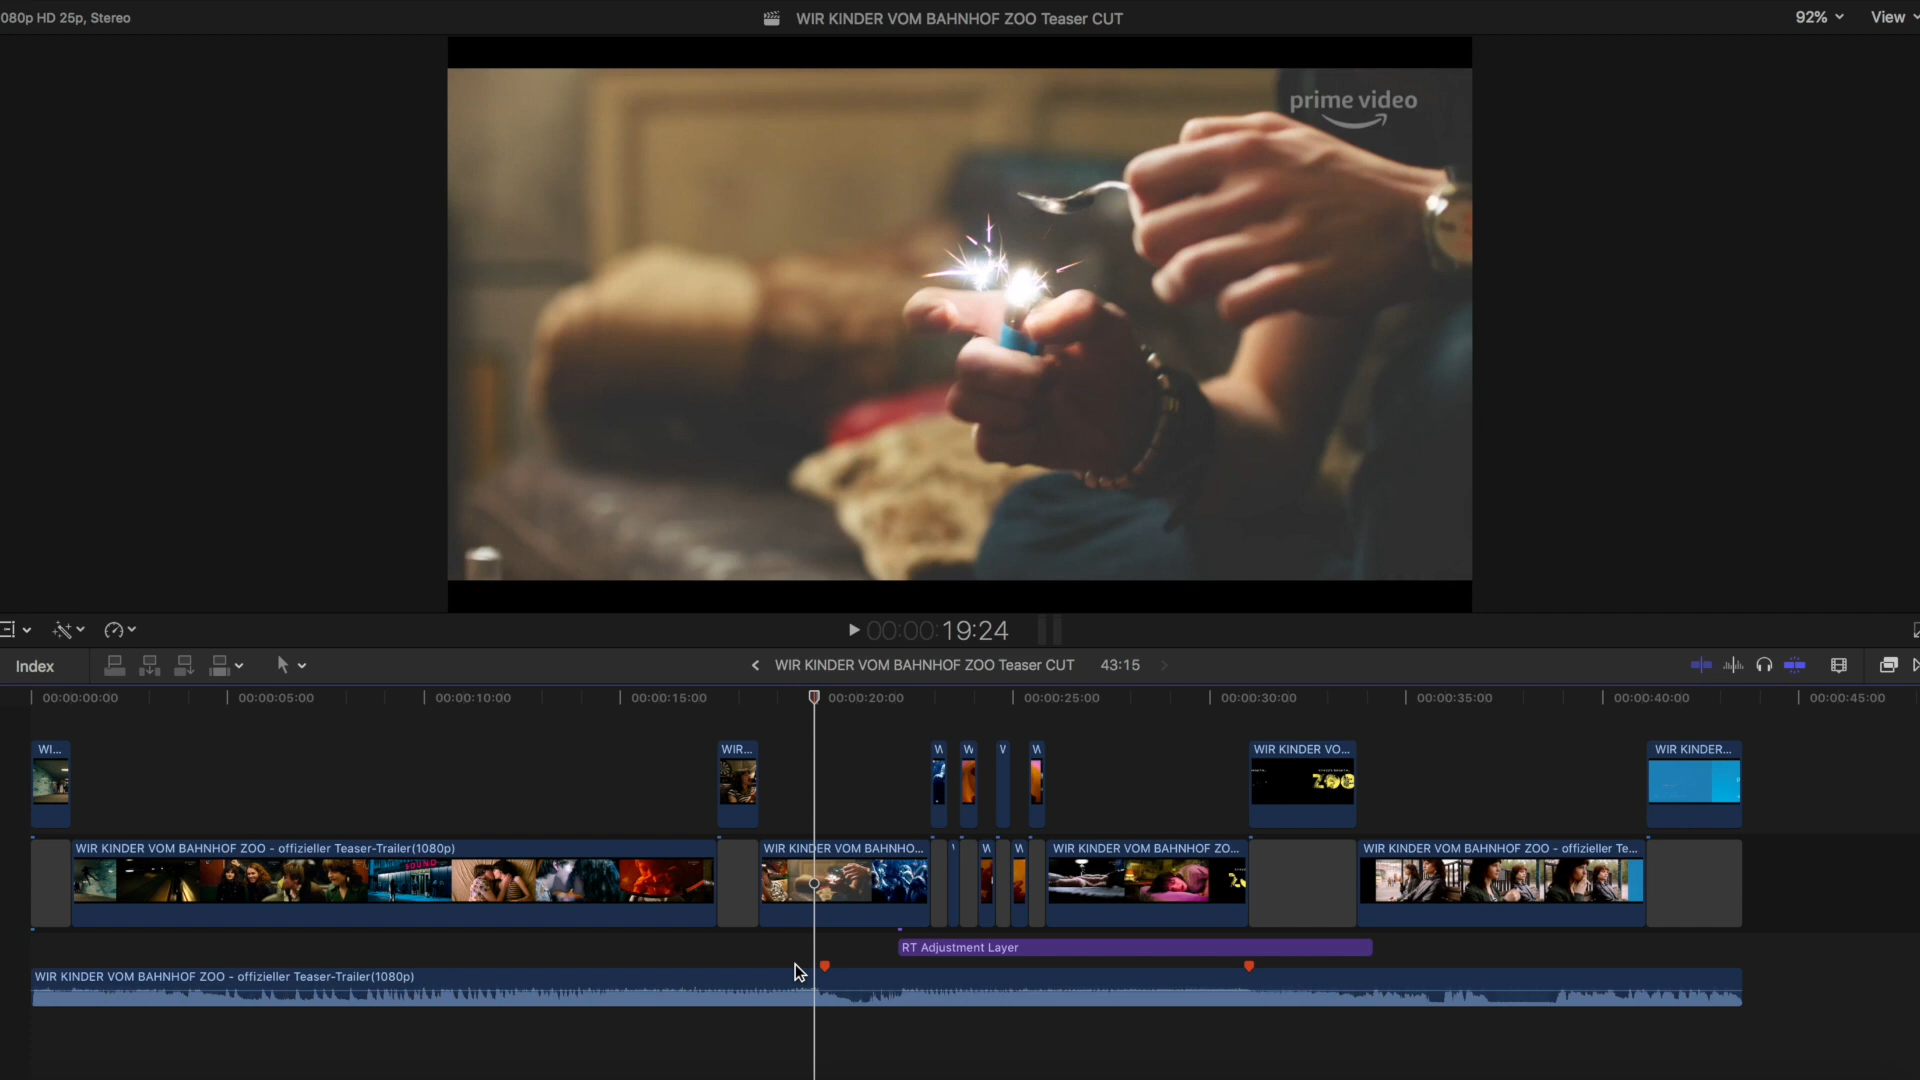 080p HD 25p, Stereo
WIR KINDER VOM BAHNHOF ZOO Teaser CUT
92%
View
prime video
00:00:19:24
Index
WIR KINDER VOM BAHNHOF ZOO Teaser CUT
43:15
00:00:00:00
00:00:05:00
00:00:10:00
00:00:15:00
00:00:20:00
00:00:25:00
00:00:30:00
00:00:35:00
00:00:40:00
00:00:45:00
WI...
WIR...
W
W
V
W
WIR KINDER VO...
WIR KINDER...
ZOO
WIR KINDER VOM BAHNHOF ZOO - offizieller Teaser-Trailer(1080p)
WIR KINDER VOM BAHNHO...
W
W
WIR KINDER VOM BAHNHOF ZO...
WIR KINDER VOM BAHNHOF ZOO - offizieller Te...
SOUND
RT Adjustment Layer
WIR KINDER VOM BAHNHOF ZOO - offizieller Teaser-Trailer(1080p)